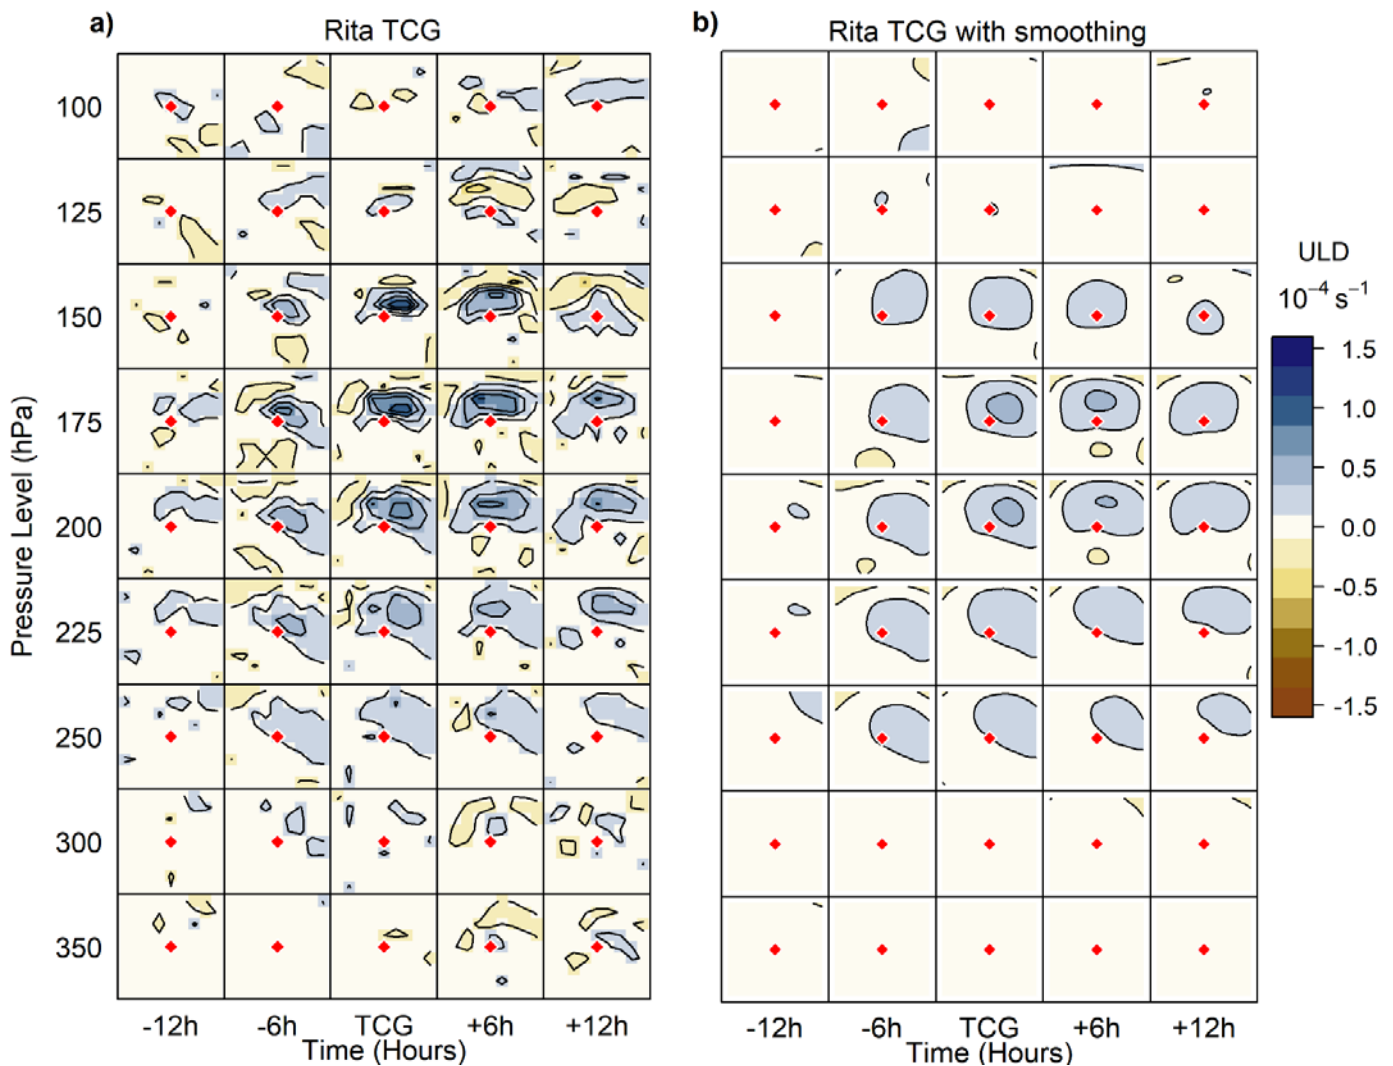 a) Rita TCG
b) Rita TCG with smoothing
Pressure Level (hPa)
100
125
150
175
200
225
250
300
350
-12h -6h TCG +6h +12h
Time (Hours)
-12h -6h TCG +6h +12h
Time (Hours)
ULD
10⁻⁴ s⁻¹
1.5
1.0
0.5
0.0
-0.5
-1.0
-1.5